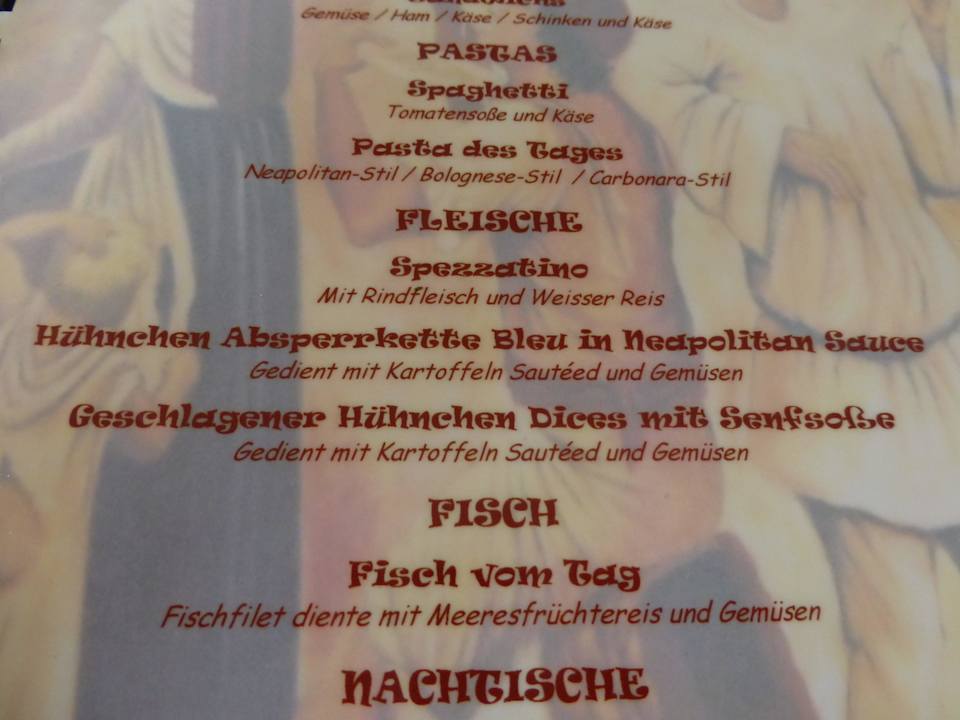 Gemüse / Ham / Käse / Schinken und Käse
PASTAS
Spaghetti
Tomatensoße und Käse
Pasta des Tages
Neapolitan-Stil / Bolognese-Stil / Carbonara-Stil
FLEISCHE
Spezzatino
Mit Rindfleisch und Weisser Reis
Hühnchen Absperrkette Bleu in Neapolitan Sauce
Gedient mit Kartoffeln Sautéed und Gemüsen
Geschlagener Hühnchen Dices mit Senfsoße
Gedient mit Kartoffeln Sautéed und Gemüsen
FISCH
Fisch vom Tag
Fischfilet diente mit Meeresfrüchtereis und Gemüsen
NACHTISCHE